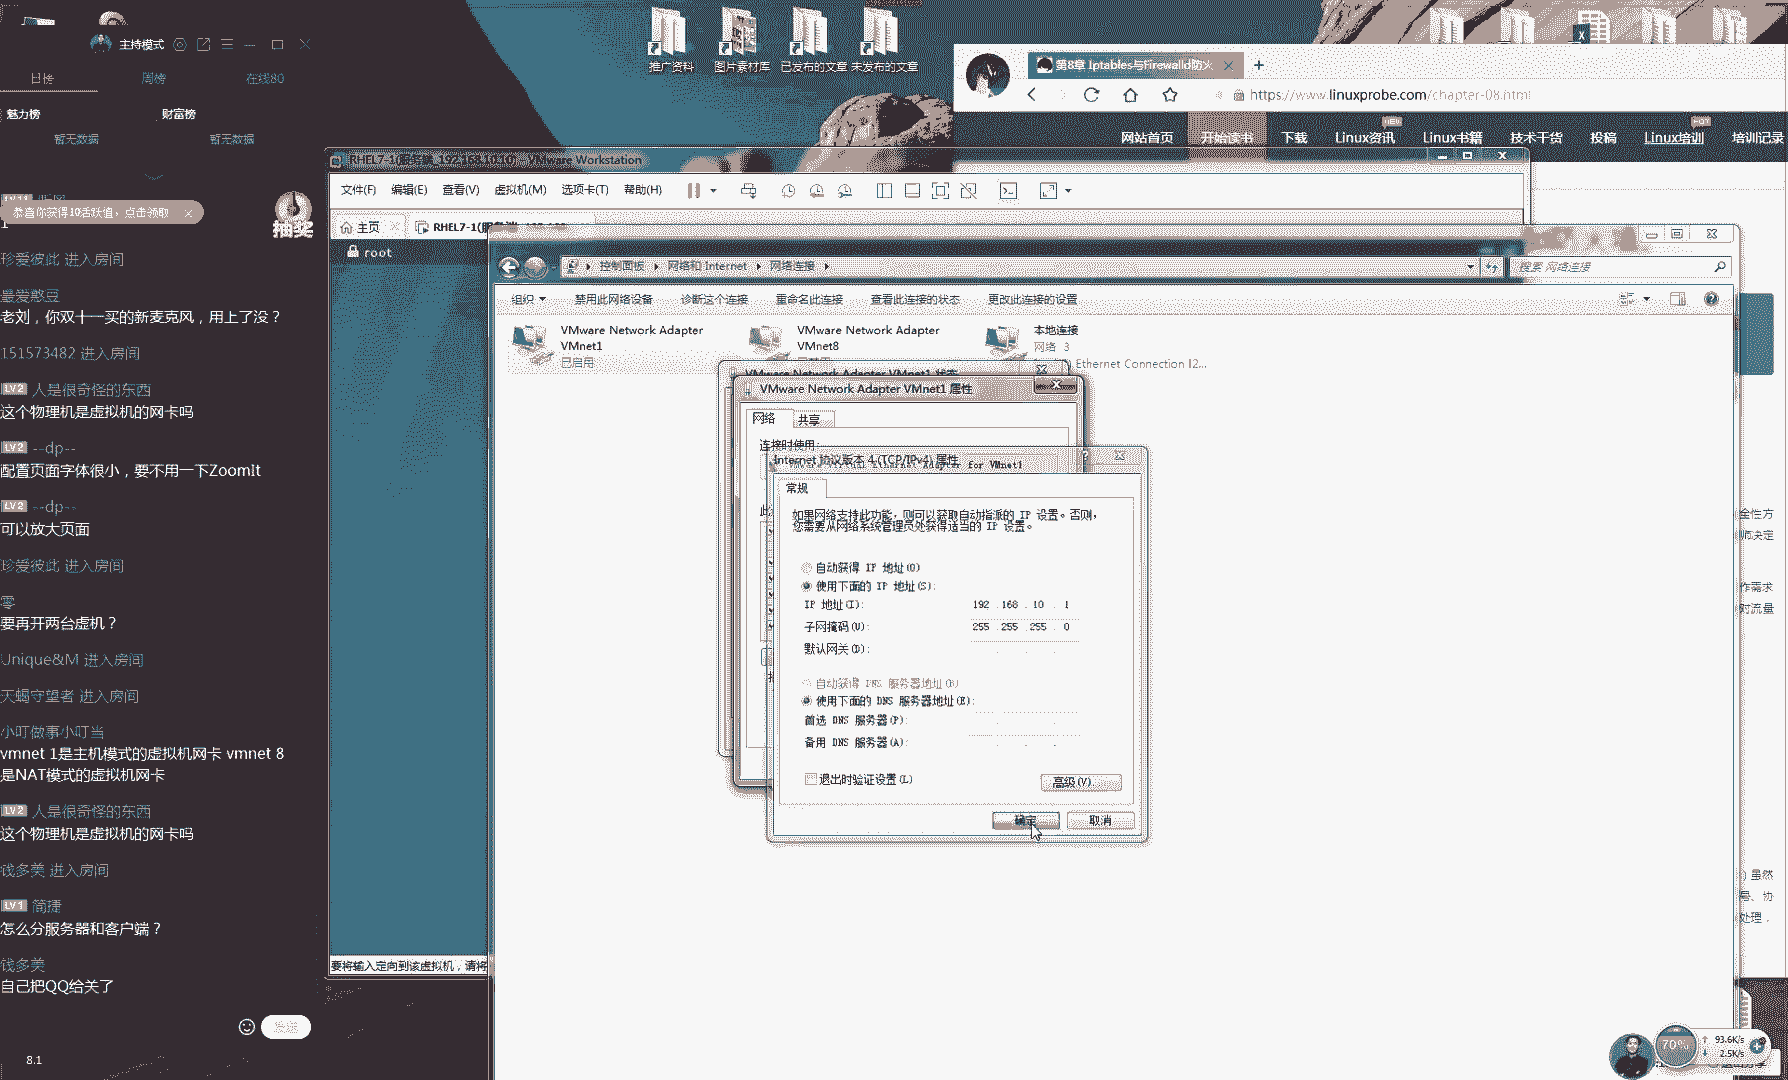 主持模式
日榜 周榜 在线80
魅力榜 财富榜
暂无数据 暂无数据
恭喜你获得10活跃值，点击领取
抽奖
1
珍爱彼此 进入房间
最爱憨豆
老刘，你双十一买的新麦克风，用上了没？
151573482 进入房间
LV2 人是很奇怪的东西
这个物理机是虚拟机的网卡吗
LV2 --dp--
配置页面字体很小，要不用一下ZoomIt
LV2 --dp--
可以放大页面
珍爱彼此 进入房间
零
要再开两台虚机？
Unique&M 进入房间
天蝎守望者 进入房间
小叮做事小叮当
vmnet 1是主机模式的虚拟机网卡 vmnet 8
是NAT模式的虚拟机网卡
LV2 人是很奇怪的东西
这个物理机是虚拟机的网卡吗
钱多美 进入房间
LV1 简捷
怎么分服务器和客户端？
钱多美
自己把QQ给关了
发送
8.1
推广资料 图片素材库 已发布的文章 未发布的文章
第8章 Iptables与Firewalld防火
https://www.linuxprobe.com/chapter-08.html
网站首页 开始读书 下载 Linux资讯 NEW Linux书籍 技术干货 投稿 Linux培训 HOT 培训记录
VMware Workstation
文件(F) 编辑(E) 查看(V) 虚拟机(M) 选项卡(T) 帮助(H)
主页 RHEL7-1(服
root
控制面板 网络和 Internet 网络连接
搜索 网络连接
组织 禁用此网络设备 诊断这个连接 重命名此连接 查看此连接的状态 更改此连接的设置
VMware Network Adapter
VMnet1
已启用
VMware Network Adapter
VMnet8
本地连接
网络 3
Ethernet Connection I2...
VMware Network Adapter VMnet1 状态
VMware Network Adapter VMnet1 属性
网络 共享
连接时使用:
Internet 协议版本 4 (TCP/IPv4) 属性
常规
如果网络支持此功能，则可以获取自动指派的 IP 设置。否则，
您需要从网络系统管理员处获得适当的 IP 设置。
自动获得 IP 地址(O)
使用下面的 IP 地址(S):
IP 地址(I): 192 . 168 . 10 . 1
子网掩码(U): 255 . 255 . 255 . 0
默认网关(D):
自动获得 DNS 服务器地址(B)
使用下面的 DNS 服务器地址(E):
首选 DNS 服务器(P):
备用 DNS 服务器(A):
退出时验证设置(L)
高级(V)...
确定 取消
要将输入定向到该虚拟机，请将
全性方
师决定
作需求
对流量
虽然
号、协
处理，
70%
93.6K/s
2.5K/s